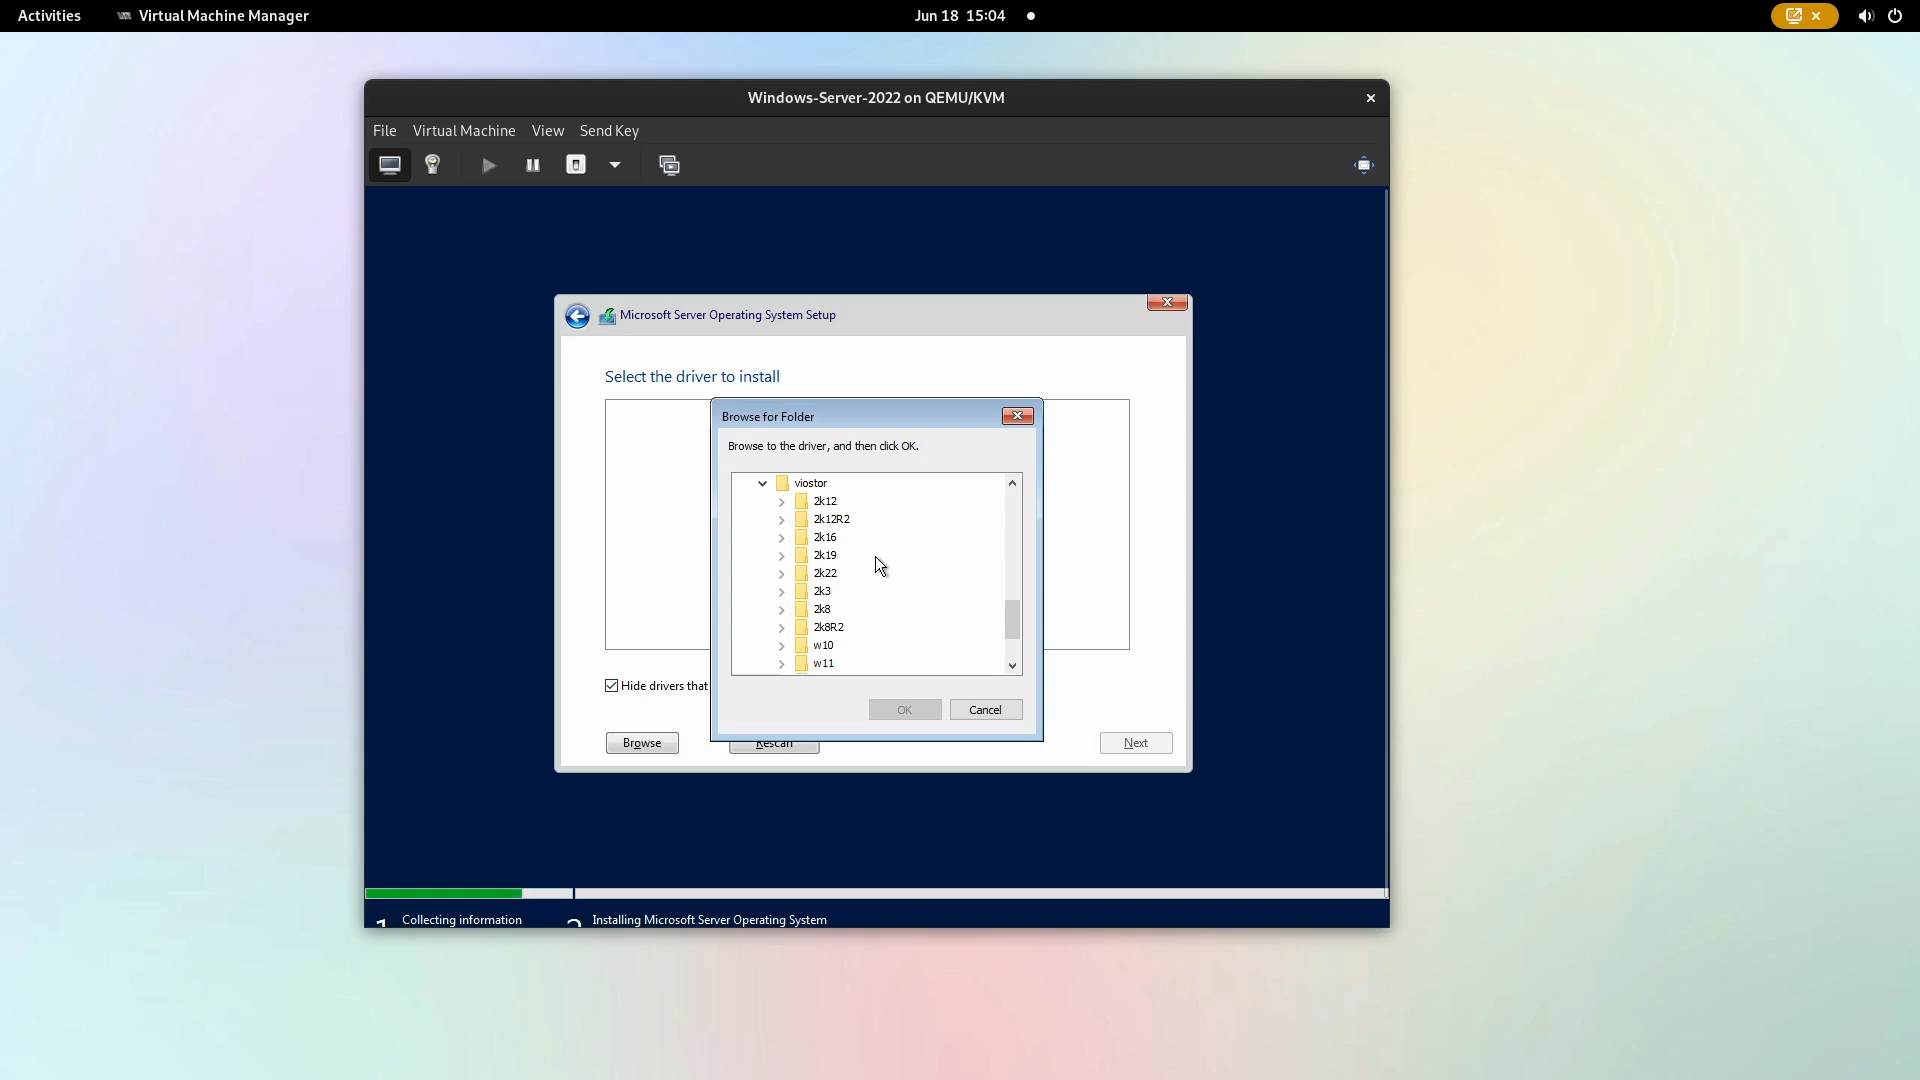 Activities Virtual Machine Manager Jun 18 15:04
Windows-Server-2022 on QEMU/KVM
File Virtual Machine View Send Key
Microsoft Server Operating System Setup
Select the driver to install
Browse for Folder
Browse to the driver, and then click OK.
viostor
2k12
2k12R2
2k16
2k19
2k22
2k3
2k8
2k8R2
w10
w11
OK Cancel
Hide drivers that
Browse Rescan Next
Collecting information Installing Microsoft Server Operating System